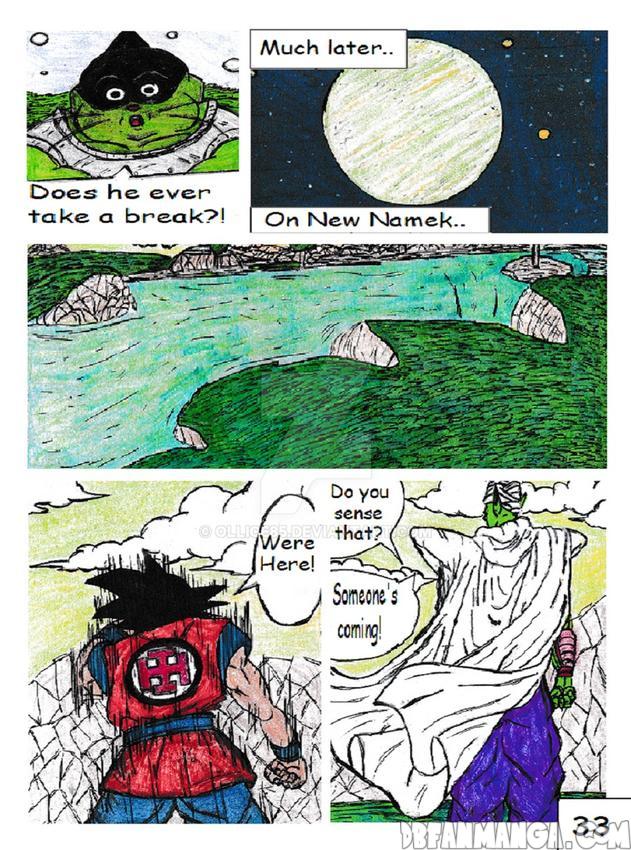 Much later..
Does he ever
take a break?!
On New Namek..
Were
Here!
Do you
sense
that?
Someone's
coming!
33
DBFANMANGA.COM